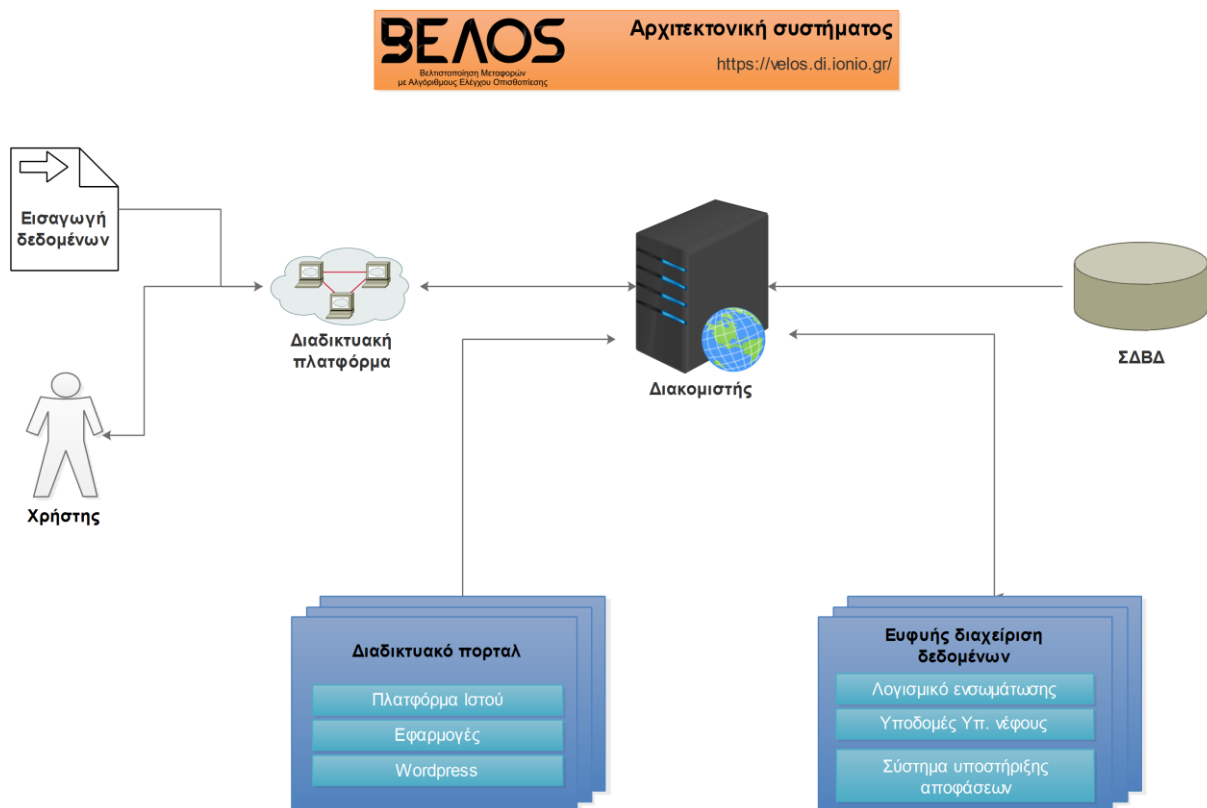 ΒΕΛΟS
Βελτιστοποίηση Μεταφορών
με Αλγόριθμους Ελέγχου Οπισθοπίεσης
Αρχιτεκτονική συστήματος
https://velos.di.ionio.gr/
Εισαγωγή
δεδομένων
Διαδικτυακή
πλατφόρμα
Διακομιστής
ΣΔΒΔ
Χρήστης
Διαδικτυακό πορταλ
Πλατφόρμα Ιστού
Εφαρμογές
Wordpress
Ευφυής διαχείριση
δεδομένων
Λογισμικό ενσωμάτωσης
Υποδομές Υπ. νέφους
Σύστημα υποστήριξης
αποφάσεων